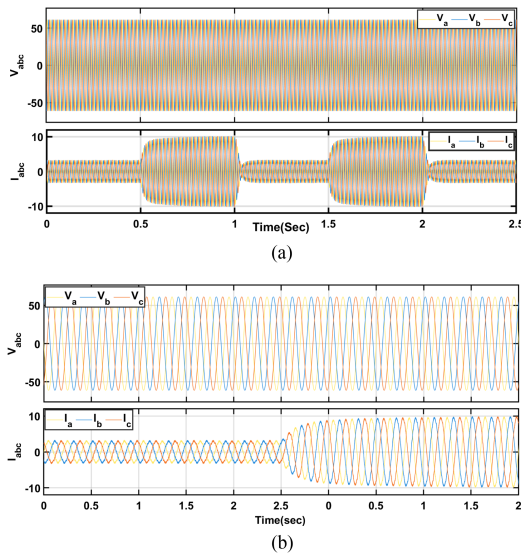 V_a V_b V_c
50
0
-50
V_abc
I_a I_b I_c
10
0
-10
I_abc
0 0.5 1 1.5 2 2.5
Time(Sec)
(a)
V_a V_b V_c
50
0
-50
V_abc
I_a I_b I_c
10
0
-10
I_abc
0 0.5 1 0.5 2 2.5 0 0.5 1 0.5 2
Time(sec)
(b)